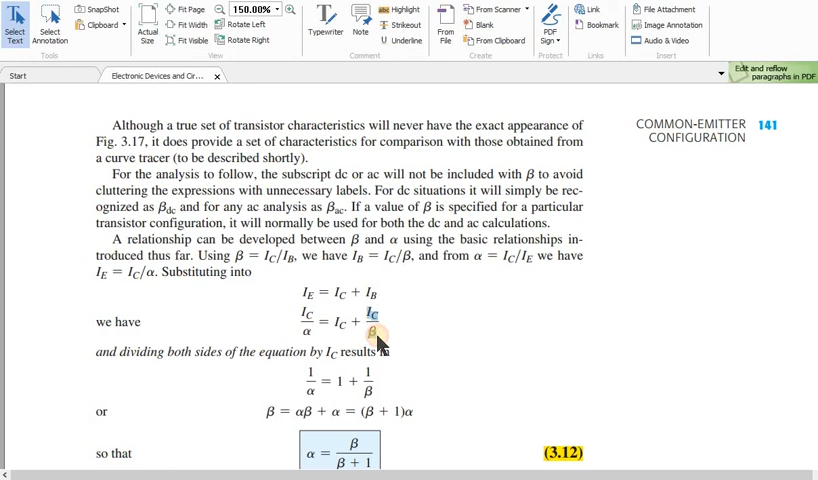 Select
Text
Select
Annotation
SnapShot
Clipboard
Tools
Actual
Size
Fit Page
Fit Width
Fit Visible
150.00%
Rotate Left
Rotate Right
View
Typewriter
Note
Highlight
Strikeout
Underline
Comment
From
File
From Scanner
Blank
From Clipboard
Create
PDF
Sign
Protect
Link
Bookmark
Links
File Attachment
Image Annotation
Audio & Video
Insert
Start
Electronic Devices and Cir...
Edit and reflow
paragraphs in PDF
COMMON-EMITTER 141
CONFIGURATION
Although a true set of transistor characteristics will never have the exact appearance of
Fig. 3.17, it does provide a set of characteristics for comparison with those obtained from
a curve tracer (to be described shortly).
For the analysis to follow, the subscript dc or ac will not be included with β to avoid
cluttering the expressions with unnecessary labels. For dc situations it will simply be rec-
ognized as βdc and for any ac analysis as βac. If a value of β is specified for a particular
transistor configuration, it will normally be used for both the dc and ac calculations.
A relationship can be developed between β and α using the basic relationships in-
troduced thus far. Using β = IC/IB, we have IB = IC/β, and from α = IC/IE we have
IE = IC/α. Substituting into
IE = IC + IB
we have IC/α = IC + IC/β
and dividing both sides of the equation by IC results in
1/α = 1 + 1/β
or β = αβ + α = (β + 1)α
so that α = β/(β + 1) (3.12)